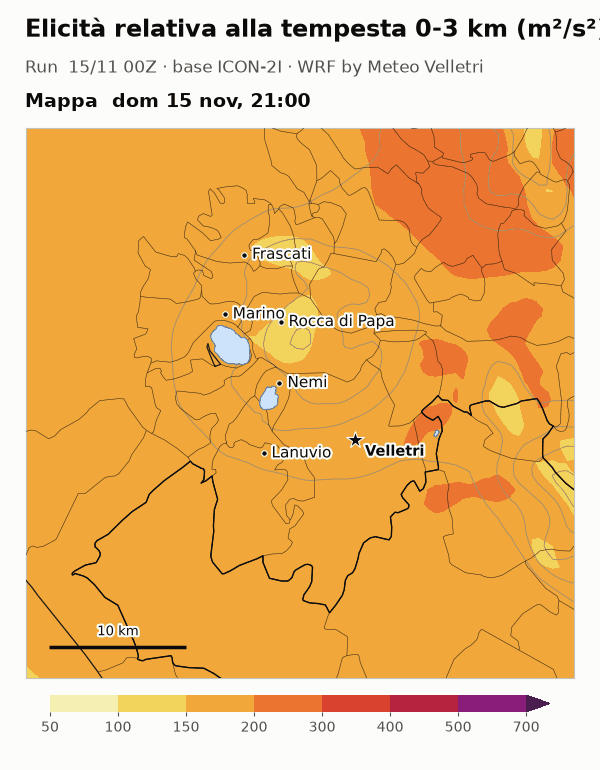 Elicità relativa alla tempesta 0-3 km (m²/s²)
Run 15/11 00Z · base ICON-2I · WRF by Meteo Velletri
Mappa dom 15 nov, 21:00
Frascati
Marino
Rocca di Papa
Nemi
Lanuvio
Velletri
10 km
50 100 150 200 300 400 500 700